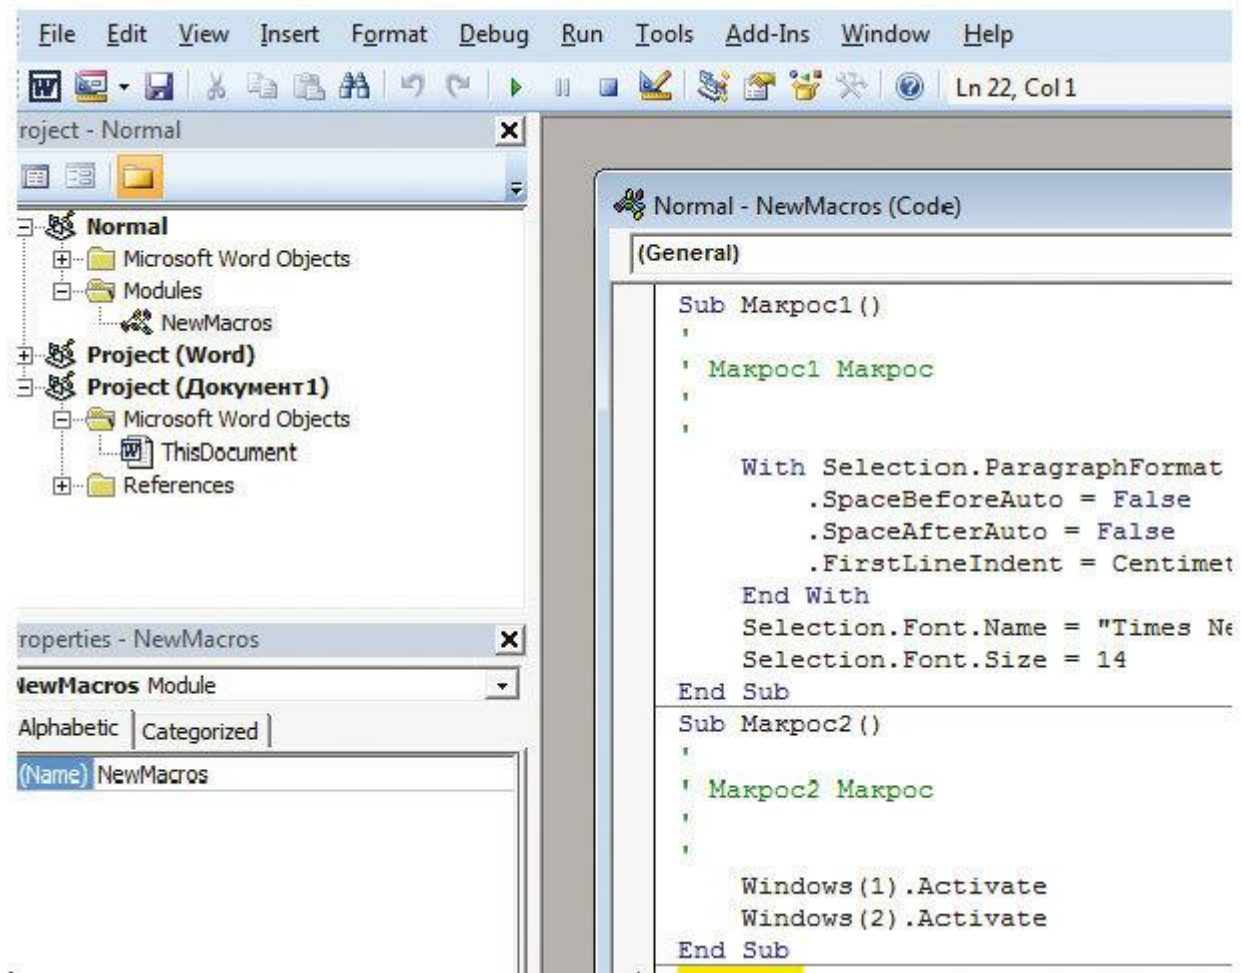 File Edit View Insert Format Debug Run Tools Add-Ins Window Help
Ln 22, Col 1
roject - Normal
Normal
Microsoft Word Objects
Modules
NewMacros
Project (Word)
Project (Документ1)
Microsoft Word Objects
ThisDocument
References
roperties - NewMacros
NewMacros Module
Alphabetic Categorized
(Name) NewMacros
Normal - NewMacros (Code)
(General)
Sub Макрос1()
'
' Макрос1 Макрос
'
'
With Selection.ParagraphFormat
.SpaceBeforeAuto = False
.SpaceAfterAuto = False
.FirstLineIndent = Centimet
End With
Selection.Font.Name = "Times Ne
Selection.Font.Size = 14
End Sub
Sub Макрос2()
'
' Макрос2 Макрос
'
'
Windows(1).Activate
Windows(2).Activate
End Sub